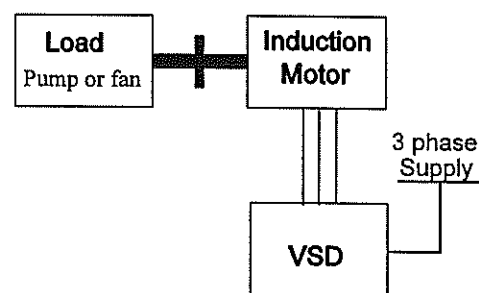 Load
Pump or fan
Induction
Motor
3 phase
Supply
VSD